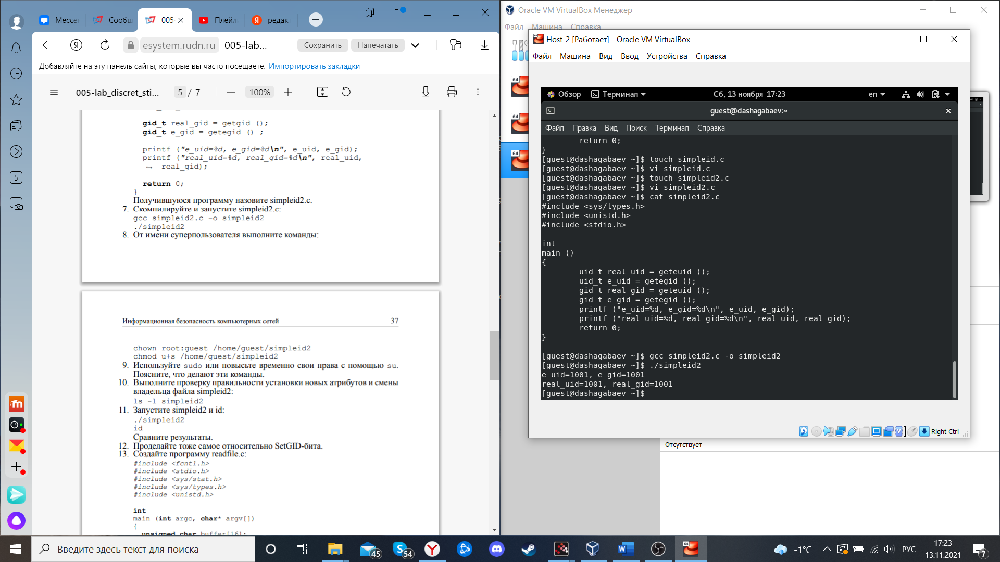 Мессе
Сообщ
005
Плейл
редакт
esystem.rudn.ru
005-lab...
Сохранить
Напечатать
Добавляйте на эту панель сайты, которые вы часто посещаете. Импортировать закладки
005-lab_discret_sti...
5 / 7
100%
gid_t real_gid = getgid ();
gid_t e_gid = getegid () ;
printf ("e_uid=%d, e_gid=%d\n", e_uid, e_gid);
printf ("real_uid=%d, real_gid=%d\n", real_uid,
↪ real_gid);
return 0;
}
Получившуюся программу назовите simpleid2.c.
7. Скомпилируйте и запустите simpleid2.c:
gcc simpleid2.c -o simpleid2
./simpleid2
8. От имени суперпользователя выполните команды:
Информационная безопасность компьютерных сетей 37
chown root:guest /home/guest/simpleid2
chmod u+s /home/guest/simpleid2
9. Используйте sudo или повысьте временно свои права с помощью su.
Поясните, что делают эти команды.
10. Выполните проверку правильности установки новых атрибутов и смены
владельца файла simpleid2:
ls -l simpleid2
11. Запустите simpleid2 и id:
./simpleid2
id
Сравните результаты.
12. Проделайте тоже самое относительно SetGID-бита.
13. Создайте программу readfile.c:
#include <fcntl.h>
#include <stdio.h>
#include <sys/stat.h>
#include <sys/types.h>
#include <unistd.h>
int
main (int argc, char* argv[])
{
unsigned char buffer[16];
5
Oracle VM VirtualBox Менеджер
Файл Машина Справка
64
64
64
Host_2 [Работает] - Oracle VM VirtualBox
Файл Машина Вид Ввод Устройства Справка
Обзор Терминал Сб, 13 ноября 17:23 en
guest@dashagabaev:~
Файл Правка Вид Поиск Терминал Справка
return 0;
}
[guest@dashagabaev ~]$ touch simpleid.c
[guest@dashagabaev ~]$ vi simpleid.c
[guest@dashagabaev ~]$ touch simpleid2.c
[guest@dashagabaev ~]$ vi simpleid2.c
[guest@dashagabaev ~]$ cat simpleid2.c
#include <sys/types.h>
#include <unistd.h>
#include <stdio.h>
int
main ()
{
uid_t real_uid = geteuid ();
uid_t e_uid = getegid ();
gid_t real_gid = geteuid ();
gid_t e_gid = getegid ();
printf ("e_uid=%d, e_gid=%d\n", e_uid, e_gid);
printf ("real_uid=%d, real_gid=%d\n", real_uid, real_gid);
return 0;
}
[guest@dashagabaev ~]$ gcc simpleid2.c -o simpleid2
[guest@dashagabaev ~]$ ./simpleid2
e_uid=1001, e_gid=1001
real_uid=1001, real_gid=1001
[guest@dashagabaev ~]$
Right Ctrl
Отсутствует
Введите здесь текст для поиска
45
54
-1°C
РУС
17:23
13.11.2021
7